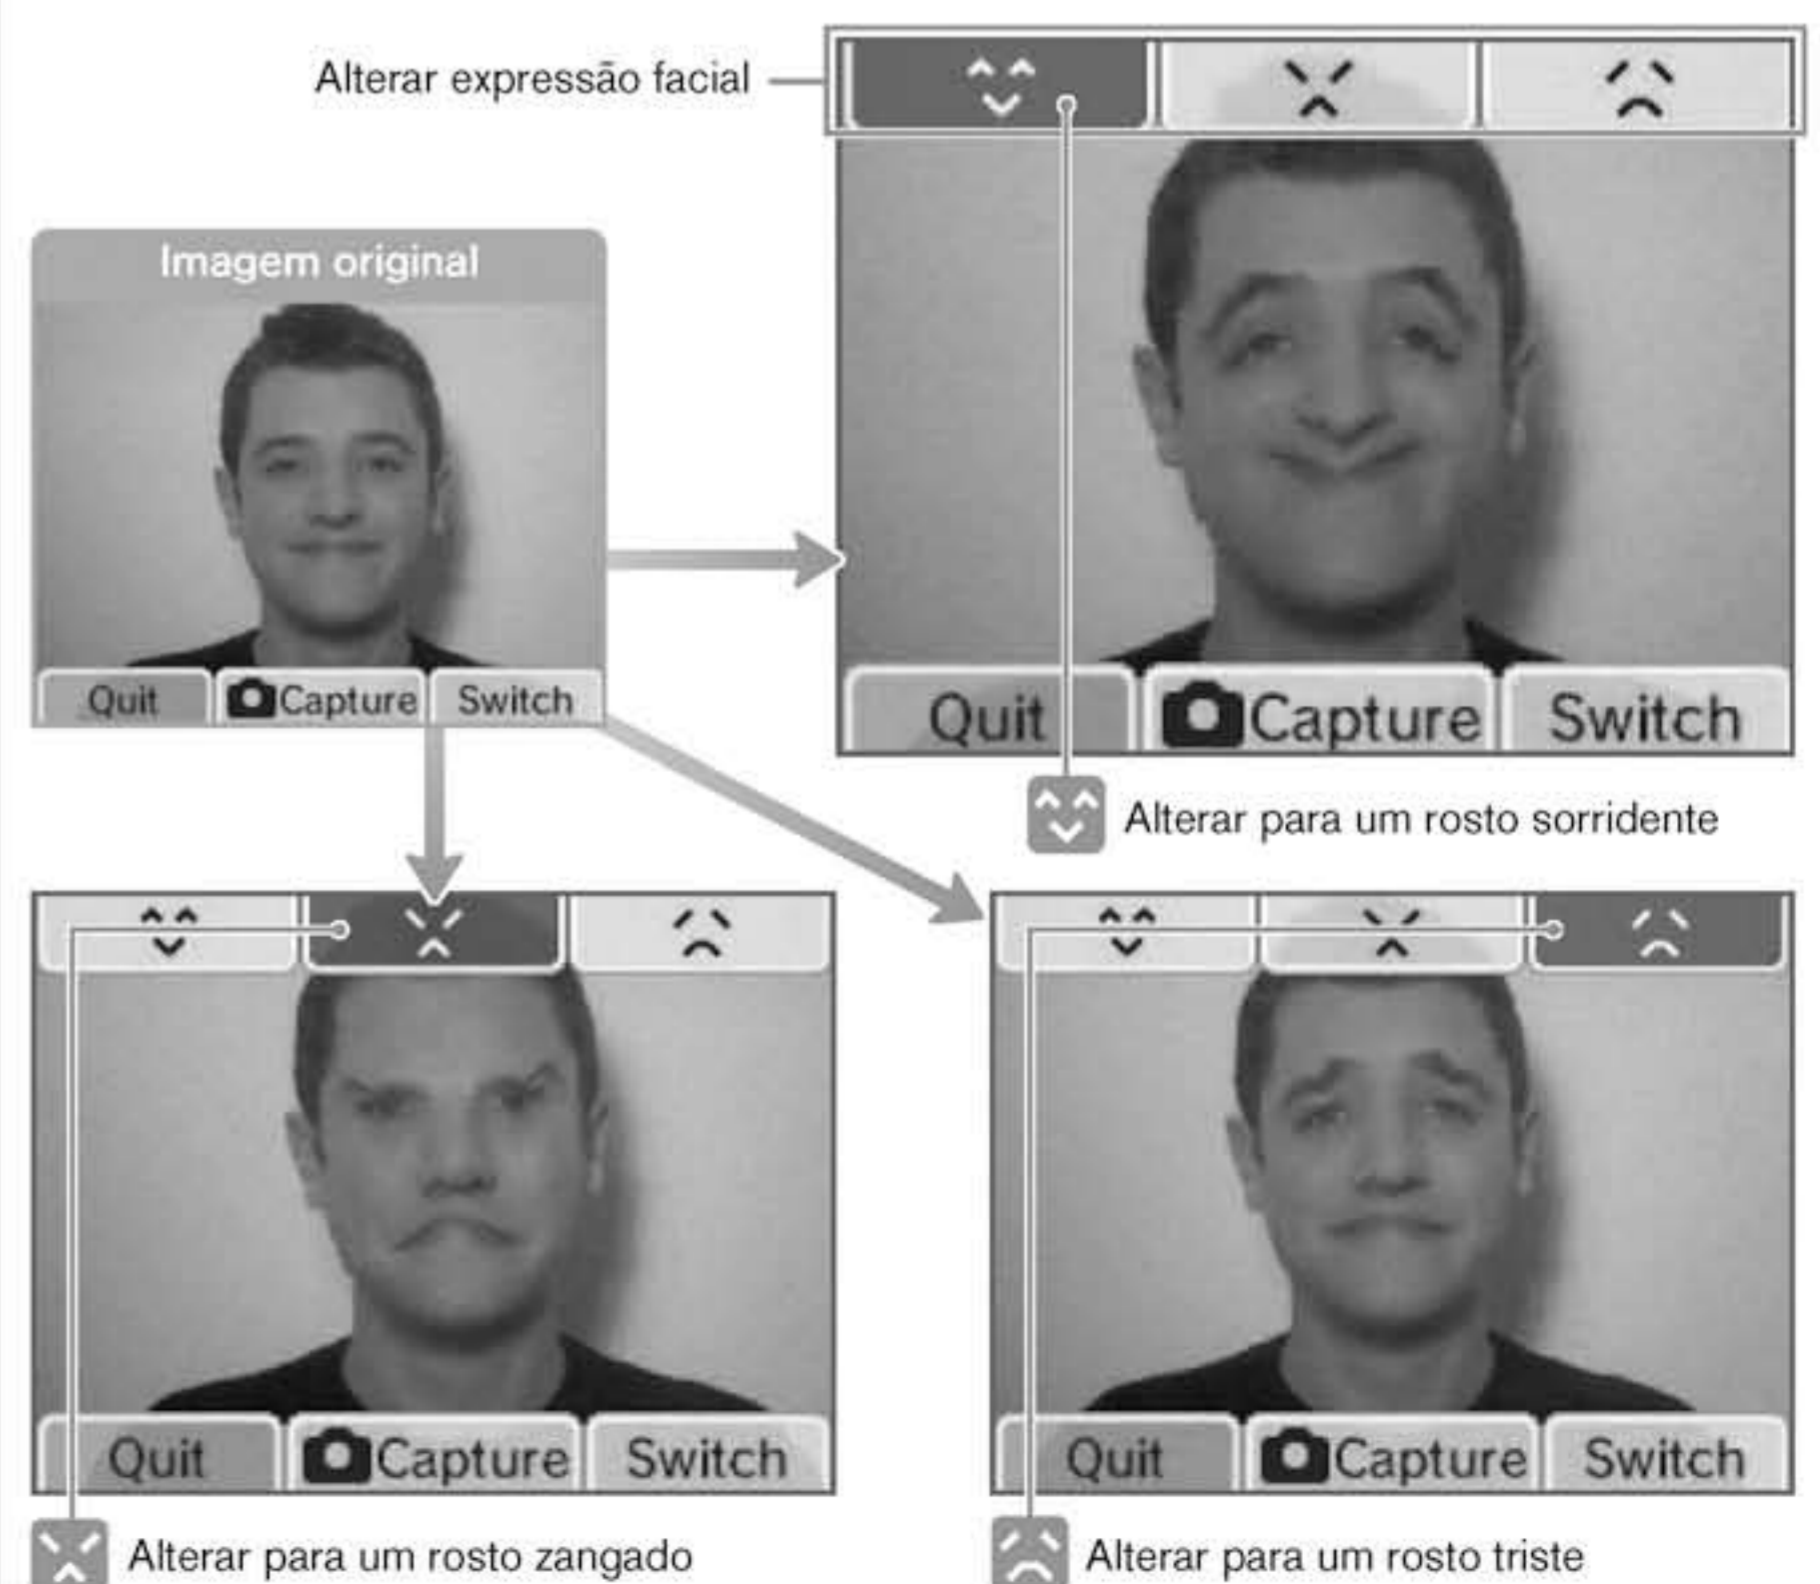 Alterar expressão facial
Imagem original
Quit Capture Switch
Quit Capture Switch
Alterar para um rosto sorridente
Quit Capture Switch
Quit Capture Switch
Alterar para um rosto zangado
Alterar para um rosto triste